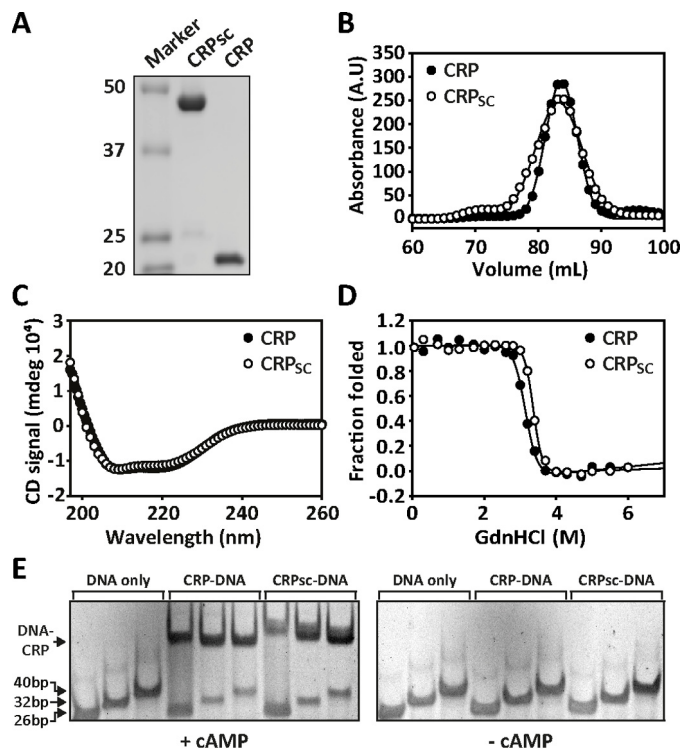 A
Marker
CRPsc
CRP
50
37
25
20
B
Absorbance (A.U)
350
300
250
200
150
100
50
0
CRP
CRPSC
60 70 80 90 100
Volume (mL)
C
CD signal (mdeg 10⁴)
3
2
1
0
-1
-2
CRP
CRPSC
200 220 240 260
Wavelength (nm)
D
Fraction folded
1.2
1.0
0.8
0.6
0.4
0.2
0.0
-0.2
CRP
CRPSC
0 2 4 6
GdnHCl (M)
E
DNA only CRP-DNA CRPsc-DNA
DNA only CRP-DNA CRPsc-DNA
DNA-
CRP
40bp
32bp
26bp
+ cAMP
- cAMP